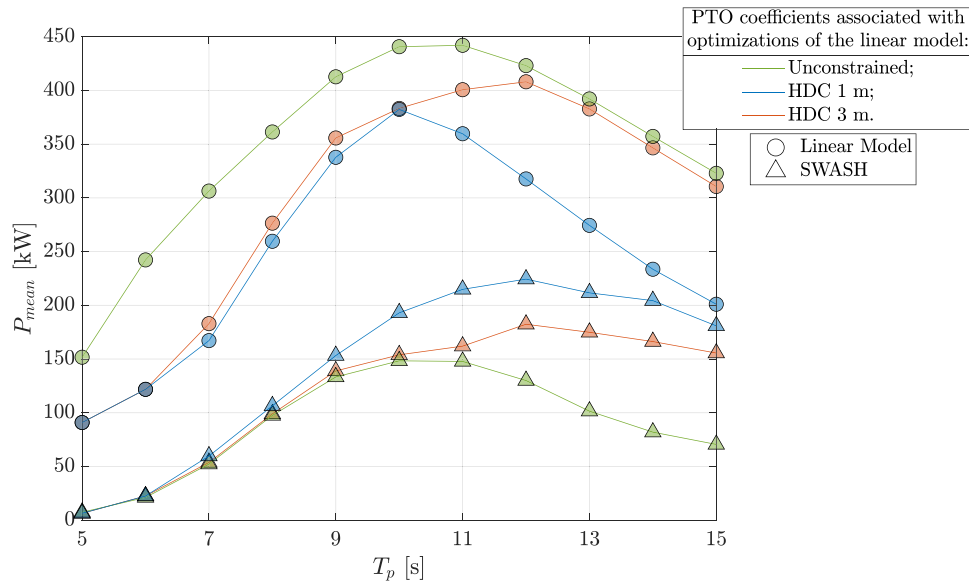 PTO coefficients associated with
optimizations of the linear model:
Unconstrained;
HDC 1 m;
HDC 3 m.
Linear Model
SWASH
P_mean [kW]
450
400
350
300
250
200
150
100
50
0
5
7
9
11
13
15
T_p [s]